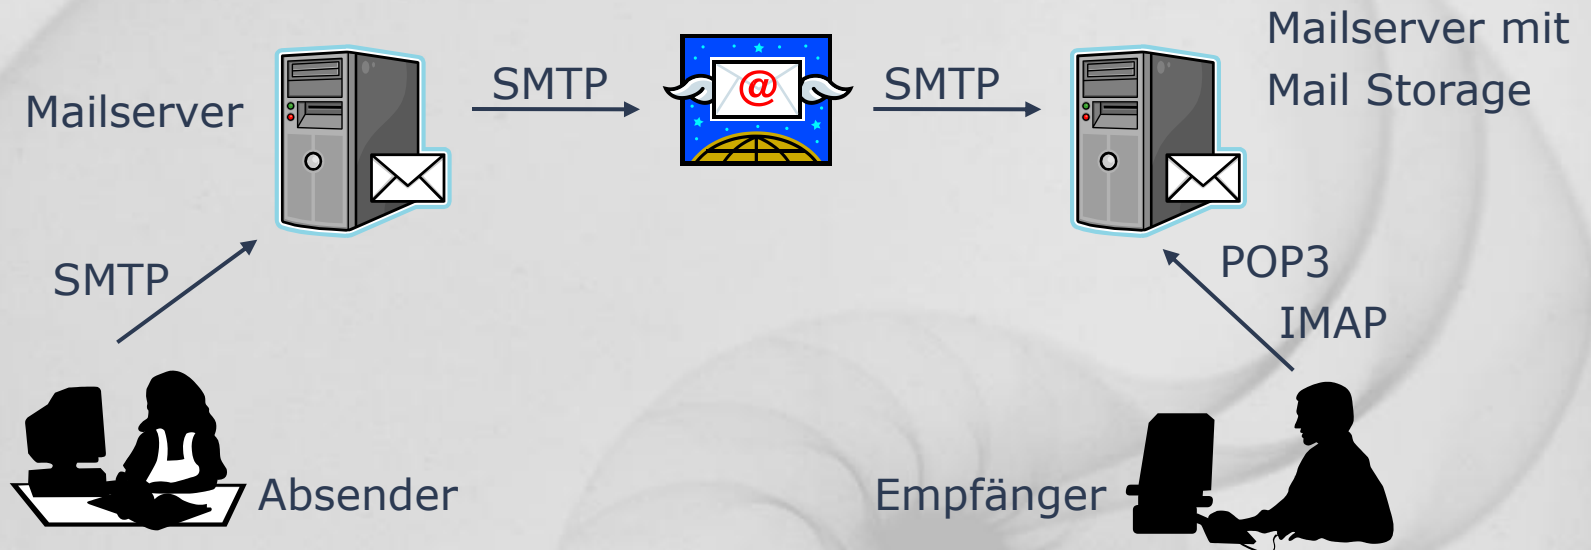 Mailserver mit
Mail Storage
SMTP
@
SMTP
Mailserver
SMTP
POP3
IMAP
Absender
Empfänger